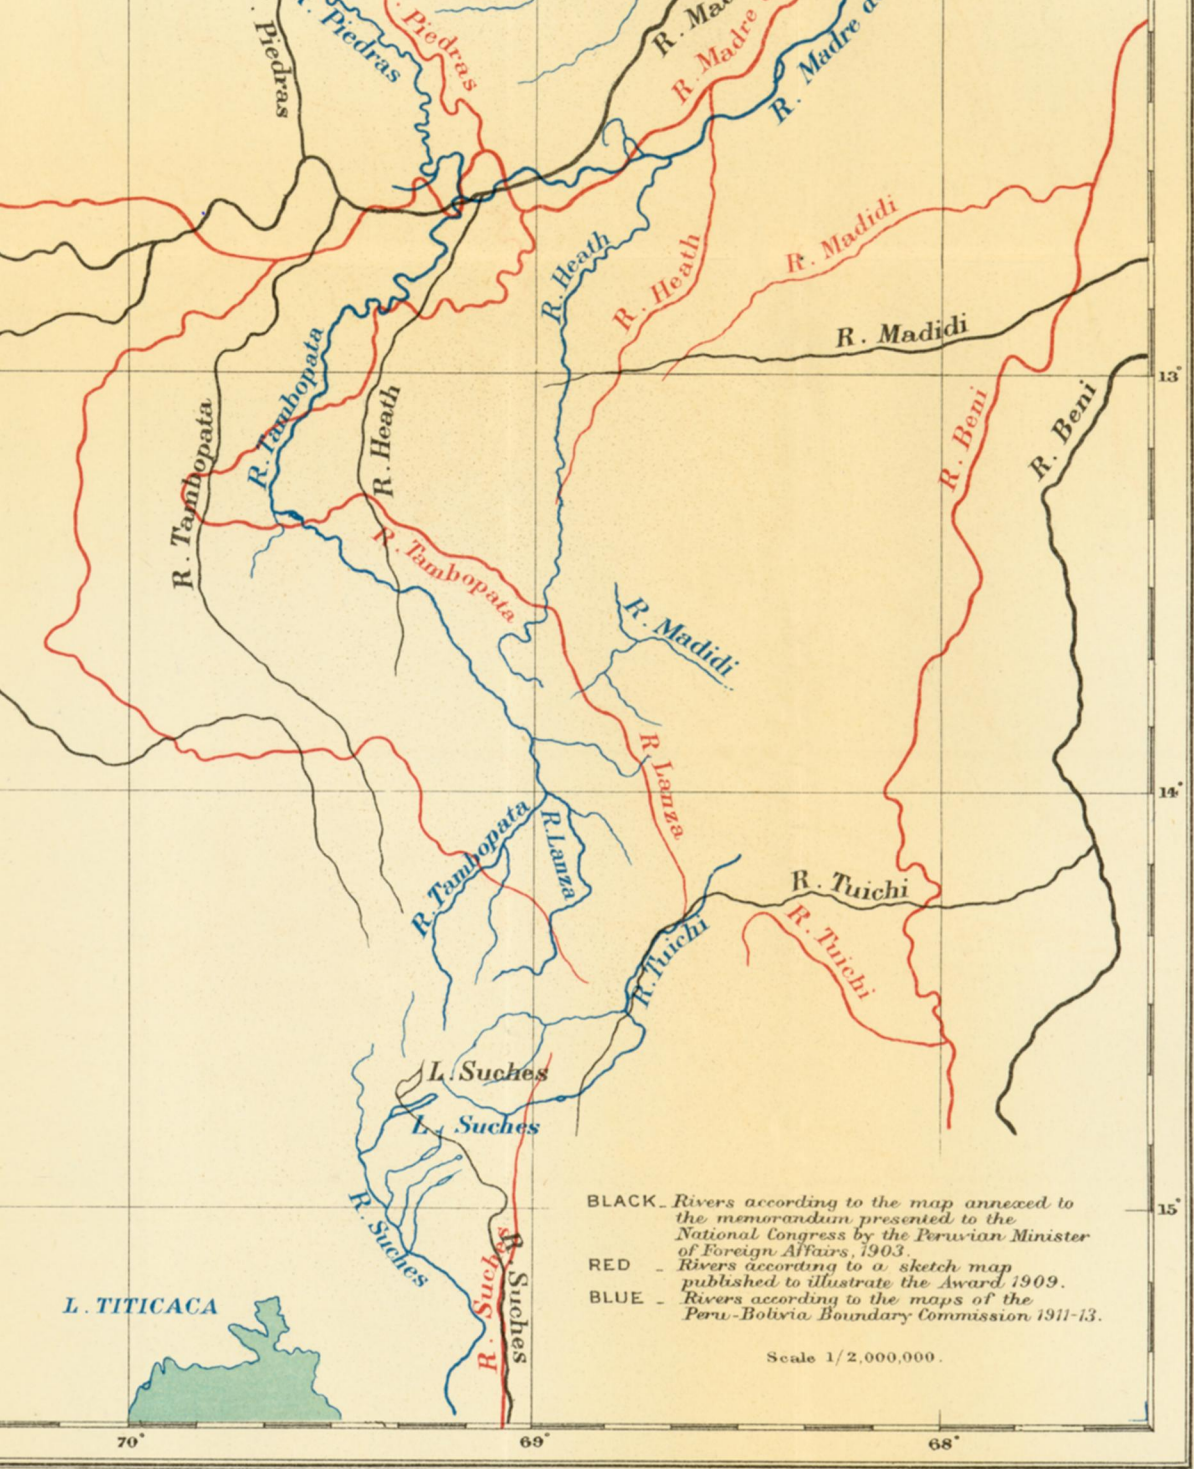 R. Piedras
R. Piedras
Piedras
R. Mad
R. Madre d
R. Madre d
R. Heath
R. Heath
R. Madidi
R. Madidi
R. Tambopata
R. Tambopata
R. Heath
R. Beni
R. Beni
13°
R. Tambopata
R. Madidi
R. Lanza
14°
R. Tambopata
R. Lanza
R. Tuichi
R. Tuichi
R. Tuichi
L. Suches
L. Suches
R. Suches
R. Suches
R. Suches
15°
BLACK_ Rivers according to the map annexed to
the memorandum presented to the
National Congress by the Peruvian Minister
of Foreign Affairs, 1903.
RED _ Rivers according to a sketch map
published to illustrate the Award 1909.
BLUE _ Rivers according to the maps of the
Peru-Bolivia Boundary Commission 1911-13.
Scale 1/2,000,000.
L. TITICACA
70°
69°
68°